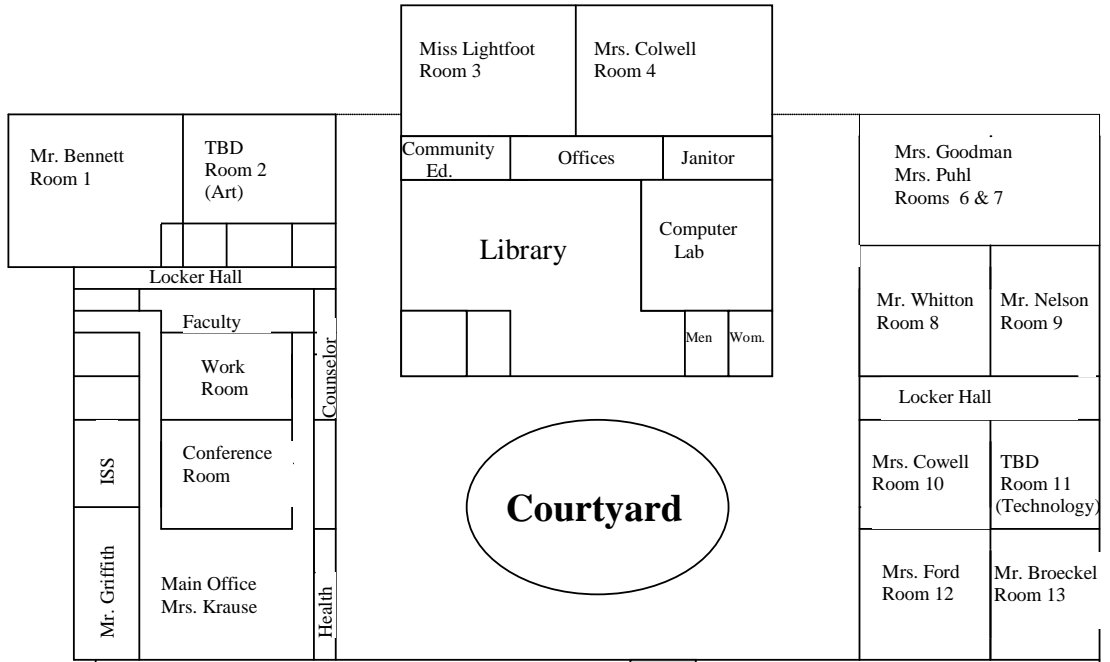 Miss Lightfoot
Room 3
Mrs. Colwell
Room 4
Mr. Bennett
Room 1
TBD
Room 2
(Art)
Community
Ed.
Offices
Janitor
Mrs. Goodman
Mrs. Puhl
Rooms 6 & 7
Library
Computer
Lab
Men
Wom.
Locker Hall
Faculty
Work
Room
Counselor
Conference
Room
ISS
Mr. Griffith
Main Office
Mrs. Krause
Health
Courtyard
Mr. Whitton
Room 8
Mr. Nelson
Room 9
Locker Hall
Mrs. Cowell
Room 10
TBD
Room 11
(Technology)
Mrs. Ford
Room 12
Mr. Broeckel
Room 13